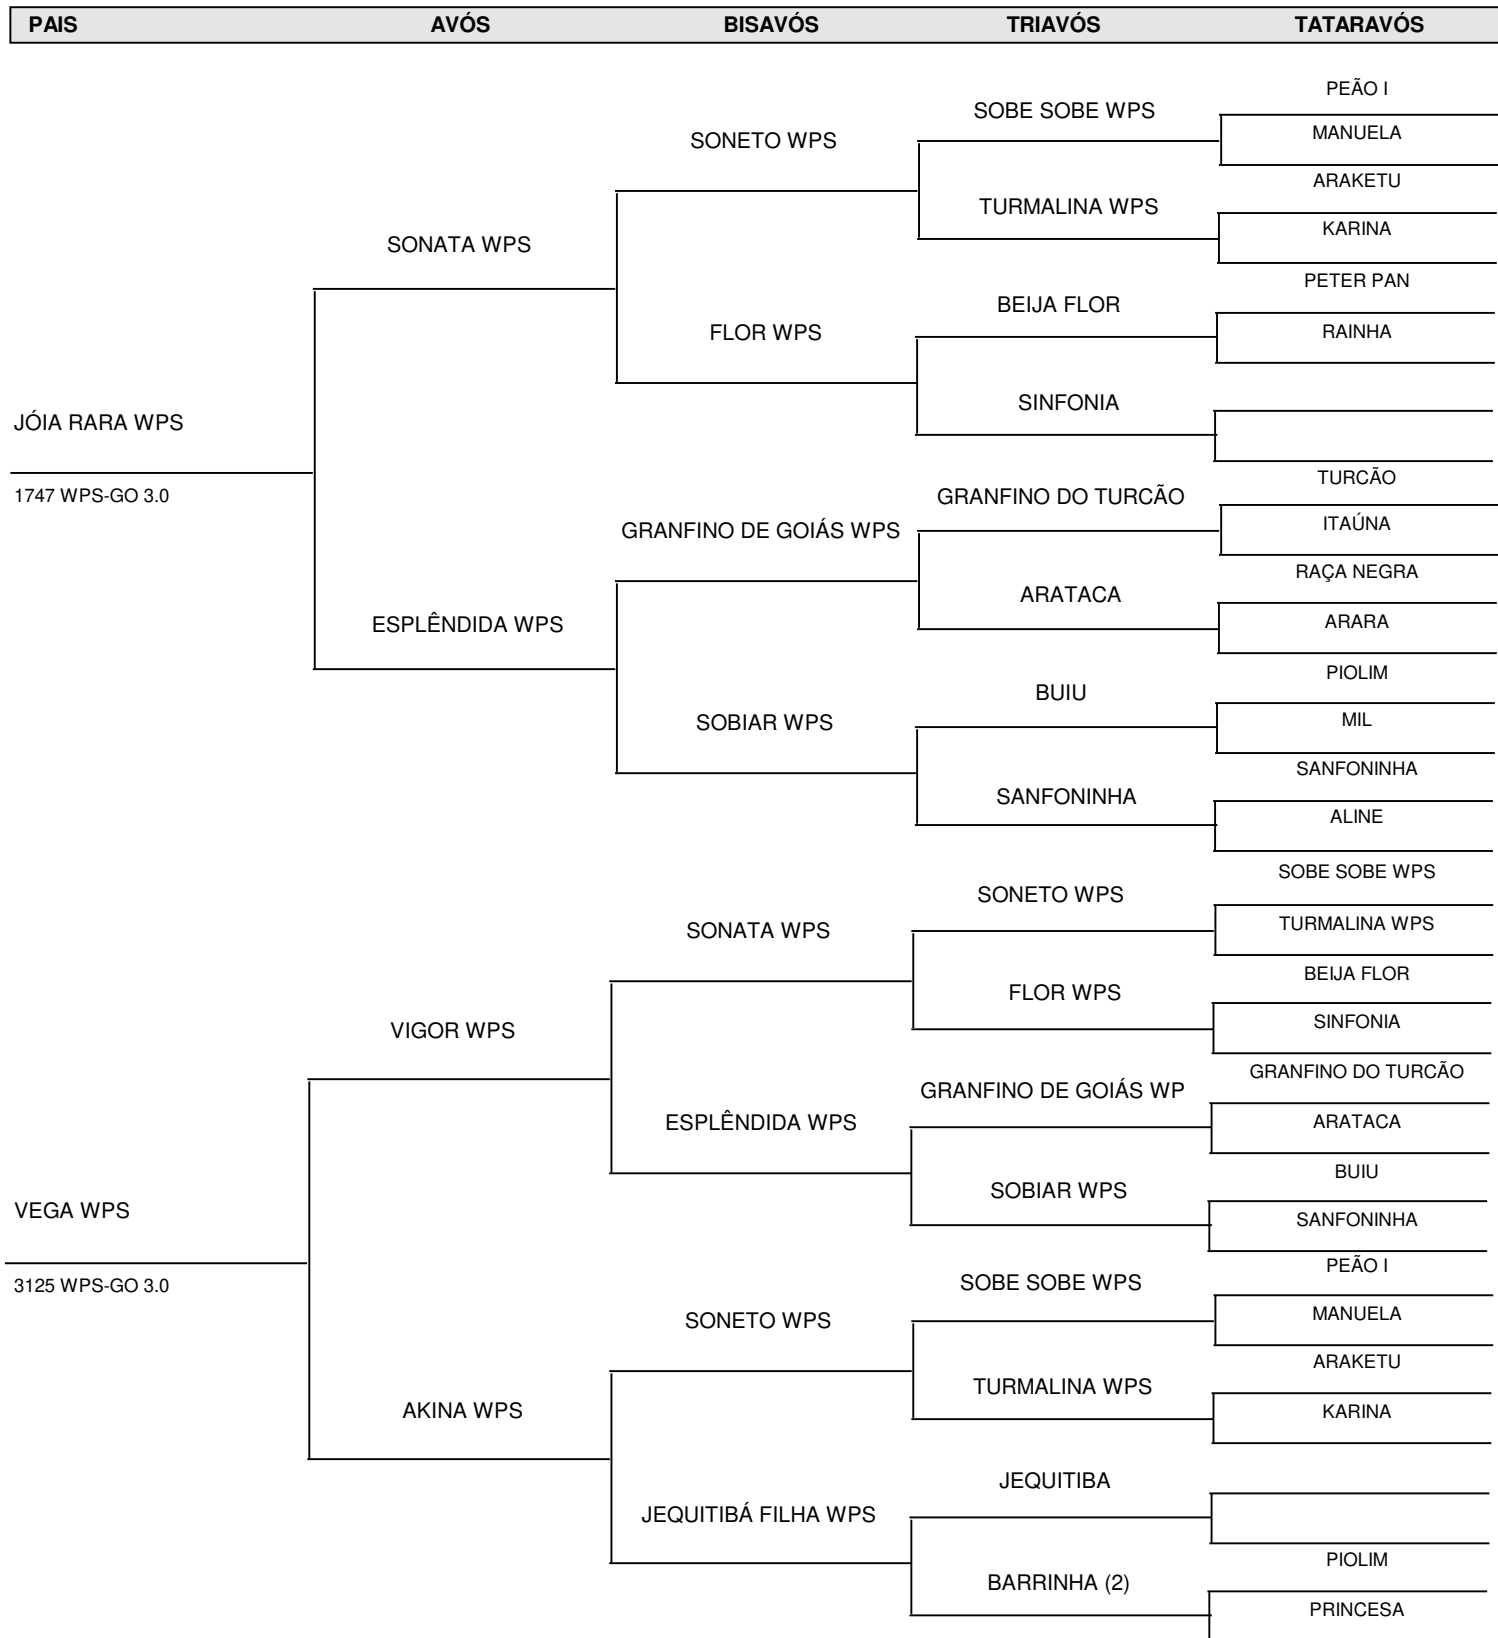 PAIS AVÓS BISAVÓS TRIAVÓS TATARAVÓS
PEÃO I
SOBE SOBE WPS
MANUELA
SONETO WPS
ARAKETU
TURMALINA WPS
KARINA
SONATA WPS
PETER PAN
BEIJA FLOR
RAINHA
FLOR WPS
SINFONIA
JÓIA RARA WPS
TURCÃO
1747 WPS-GO 3.0
GRANFINO DO TURCÃO
ITAÚNA
GRANFINO DE GOIÁS WPS
RAÇA NEGRA
ARATACA
ARARA
ESPLÊNDIDA WPS
PIOLIM
BUIU
MIL
SOBIAR WPS
SANFONINHA
SANFONINHA
ALINE
SOBE SOBE WPS
SONETO WPS
TURMALINA WPS
SONATA WPS
BEIJA FLOR
FLOR WPS
SINFONIA
VIGOR WPS
GRANFINO DO TURCÃO
GRANFINO DE GOIÁS WP
ARATACA
ESPLÊNDIDA WPS
BUIU
SOBIAR WPS
VEGA WPS
SANFONINHA
PEÃO I
3125 WPS-GO 3.0
SOBE SOBE WPS
MANUELA
SONETO WPS
ARAKETU
TURMALINA WPS
AKINA WPS
KARINA
JEQUITIBA
JEQUITIBÁ FILHA WPS
PIOLIM
BARRINHA (2)
PRINCESA